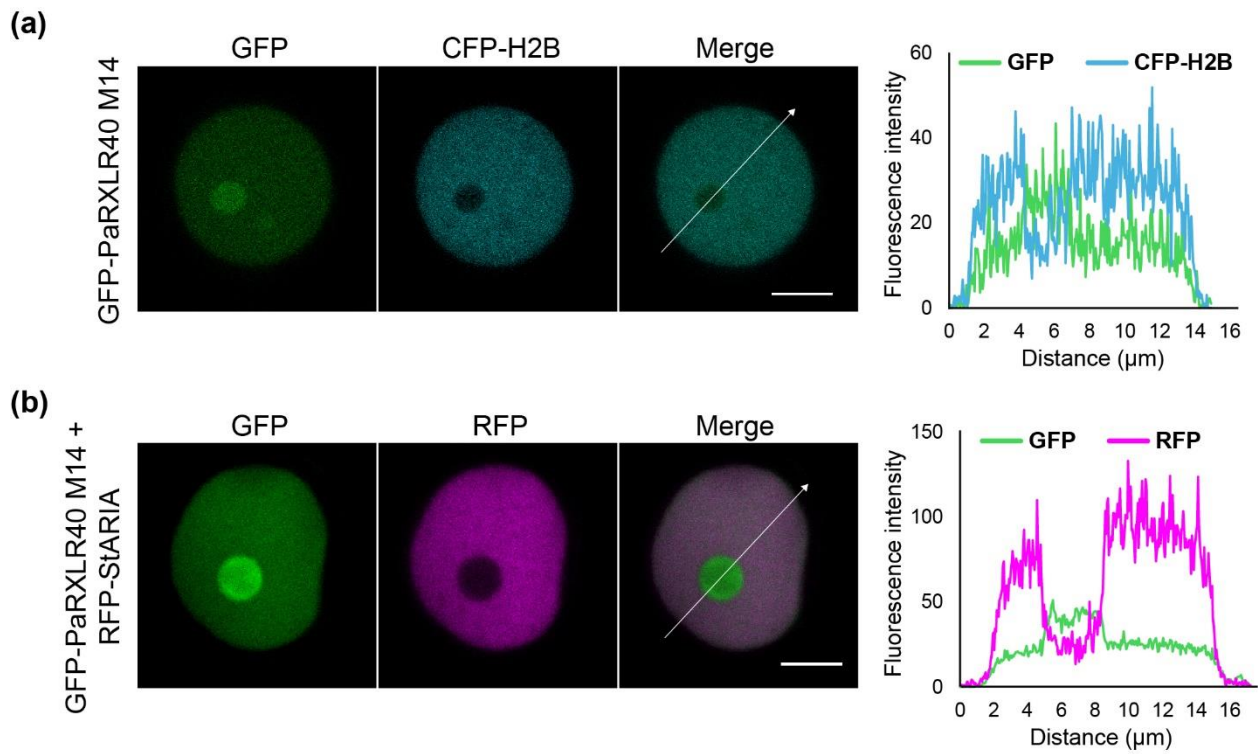 (a)
GFP CFP-H2B Merge
GFP-PaRXLR40 M14
GFP CFP-H2B
Fluorescence intensity
60
40
20
0
0 2 4 6 8 10 12 14 16
Distance (µm)
(b)
GFP RFP Merge
GFP-PaRXLR40 M14 +
RFP-StARIA
GFP RFP
Fluorescence intensity
150
100
50
0
0 2 4 6 8 10 12 14 16
Distance (µm)